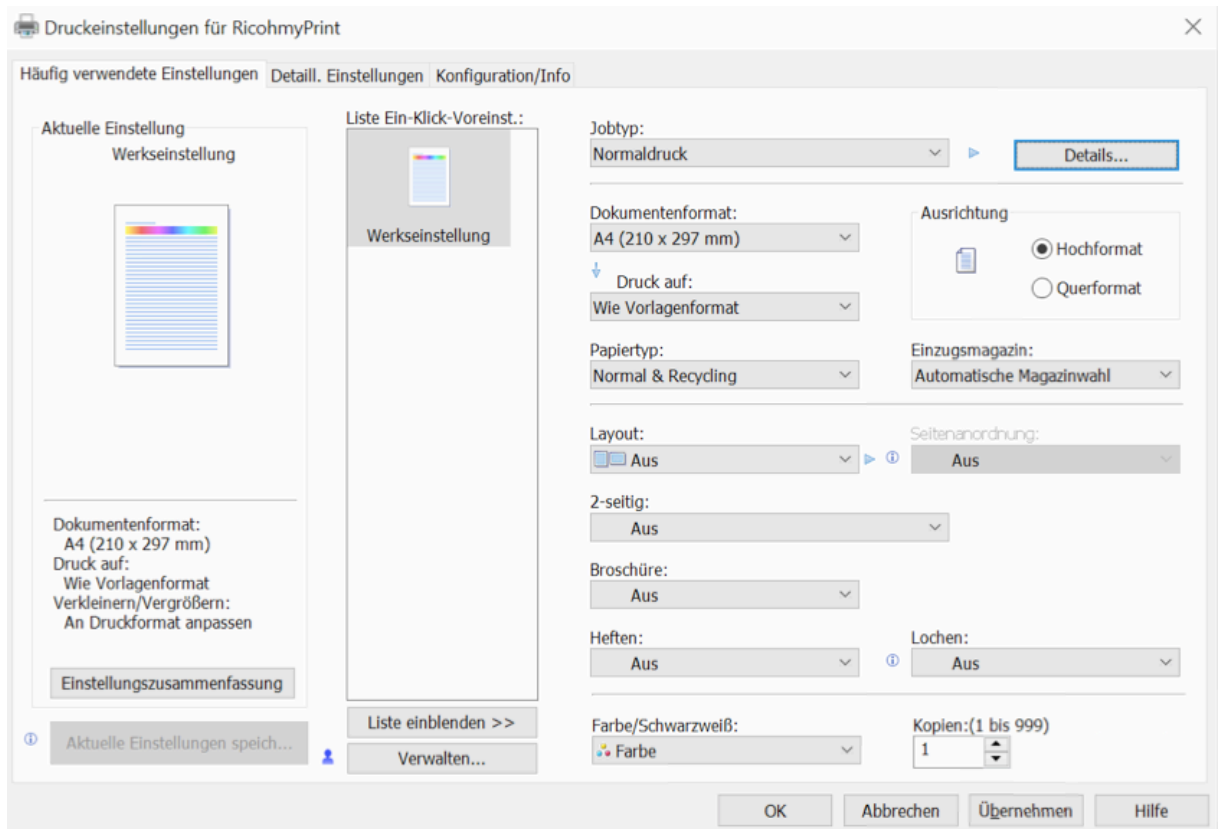 Druckeinstellungen für RicohmyPrint
Häufig verwendete Einstellungen Detaill. Einstellungen Konfiguration/Info
Aktuelle Einstellung
Werkseinstellung
Dokumentenformat:
A4 (210 x 297 mm)
Druck auf:
Wie Vorlagenformat
Verkleinern/Vergrößern:
An Druckformat anpassen
Einstellungszusammenfassung
Aktuelle Einstellungen speich...
Liste Ein-Klick-Voreinst.:
Werkseinstellung
Liste einblenden >>
Verwalten...
Jobtyp:
Normaldruck
Details...
Dokumentenformat:
A4 (210 x 297 mm)
Druck auf:
Wie Vorlagenformat
Ausrichtung
Hochformat
Querformat
Papiertyp:
Normal & Recycling
Einzugsmagazin:
Automatische Magazinwahl
Layout:
Aus
Seitenanordnung:
Aus
2-seitig:
Aus
Broschüre:
Aus
Heften:
Aus
Lochen:
Aus
Farbe/Schwarzweiß:
Farbe
Kopien:(1 bis 999)
1
OK Abbrechen Übernehmen Hilfe